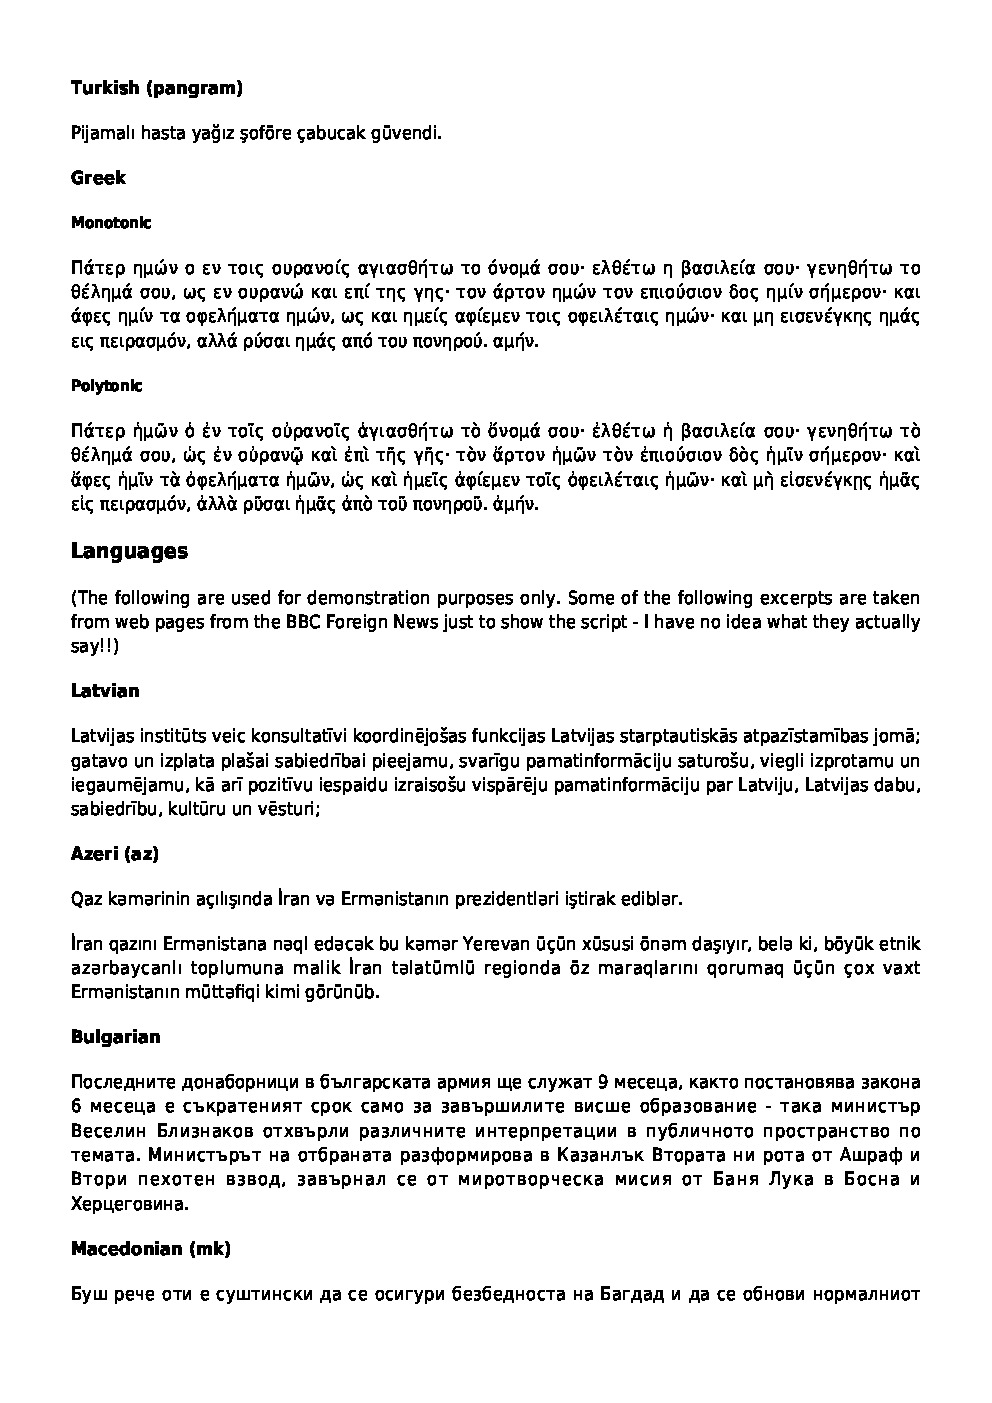 Turkish (pangram)
Pijamalı hasta yağız şoföre çabucak güvendi.
Greek
Monotonic
Πάτερ ημών ο εν τοις ουρανοίς αγιασθήτω το όνομά σου· ελθέτω η βασιλεία σου· γενηθήτω το
θέλημά σου, ως εν ουρανώ και επί της γης· τον άρτον ημών τον επιούσιον δος ημίν σήμερον· και
άφες ημίν τα οφελήματα ημών, ως και ημείς αφίεμεν τοις οφειλέταις ημών· και μη εισενέγκης ημάς
εις πειρασμόν, αλλά ρύσαι ημάς από του πονηρού. αμήν.
Polytonic
Πάτερ ἡμῶν ὁ ἐν τοῖς οὐρανοῖς ἁγιασθήτω τὸ ὄνομά σου· ἐλθέτω ἡ βασιλεία σου· γενηθήτω τὸ
θέλημά σου, ὡς ἐν οὐρανῷ καὶ ἐπὶ τῆς γῆς· τὸν ἄρτον ἡμῶν τὸν ἐπιούσιον δὸς ἡμῖν σήμερον· καὶ
ἄφες ἡμῖν τὰ ὀφελήματα ἡμῶν, ὡς καὶ ἡμεῖς ἀφίεμεν τοῖς ὀφειλέταις ἡμῶν· καὶ μὴ εἰσενέγκῃς ἡμᾶς
εἰς πειρασμόν, ἀλλὰ ρῦσαι ἡμᾶς ἀπὸ τοῦ πονηροῦ. ἀμήν.
Languages
(The following are used for demonstration purposes only. Some of the following excerpts are taken
from web pages from the BBC Foreign News just to show the script - I have no idea what they actually
say!!)
Latvian
Latvijas institūts veic konsultatīvi koordinējošas funkcijas Latvijas starptautiskās atpazīstamības jomā;
gatavo un izplata plašai sabiedrībai pieejamu, svarīgu pamatinformāciju saturošu, viegli izprotamu un
iegaumējamu, kā arī pozitīvu iespaidu izraisošu vispārēju pamatinformāciju par Latviju, Latvijas dabu,
sabiedrību, kultūru un vēsturi;
Azeri (az)
Qaz kəmərinin açılışında İran və Ermənistanın prezidentləri iştirak ediblər.
İran qazını Ermənistana nəql edəcək bu kəmər Yerevan üçün xüsusi önəm daşıyır, belə ki, böyük etnik
azərbaycanlı toplumuna malik İran təlatümlü regionda öz maraqlarını qorumaq üçün çox vaxt
Ermənistanın müttəfiqi kimi görünüb.
Bulgarian
Последните донаборници в българската армия ще служат 9 месеца, както постановява закона
6 месеца е съкратеният срок само за завършилите висше образование - така министър
Веселин Близнаков отхвърли различните интерпретации в публичното пространство по
темата. Министърът на отбраната разформирова в Казанлък Втората ни рота от Ашраф и
Втори пехотен взвод, завърнал се от миротворческа мисия от Баня Лука в Босна и
Херцеговина.
Macedonian (mk)
Буш рече оти е суштински да се осигури безбедноста на Багдад и да се обнови нормалниот